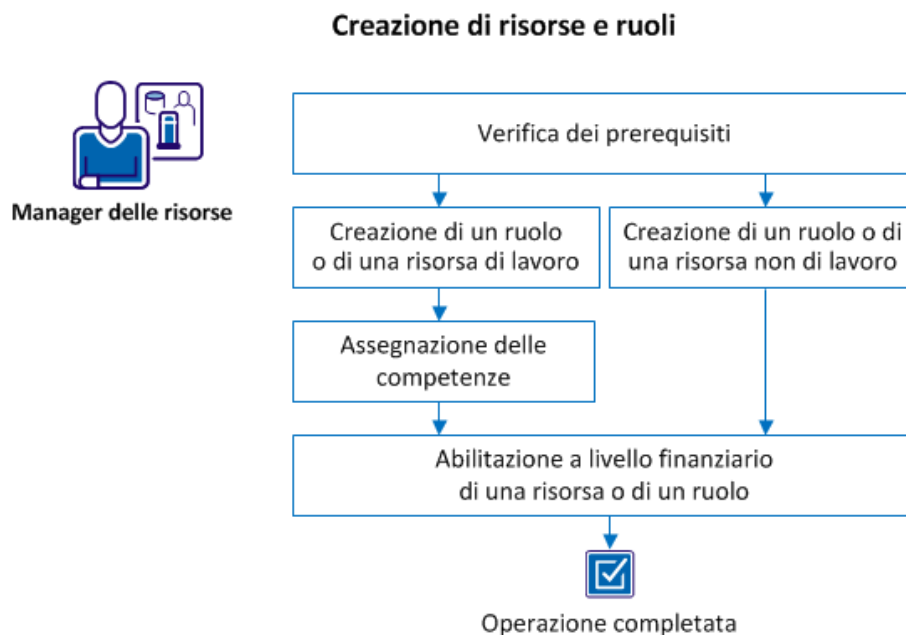 Creazione di risorse e ruoli
Manager delle risorse
Verifica dei prerequisiti
Creazione di un ruolo
o di una risorsa di lavoro
Creazione di un ruolo o di
una risorsa non di lavoro
Assegnazione delle
competenze
Abilitazione a livello finanziario
di una risorsa o di un ruolo
Operazione completata